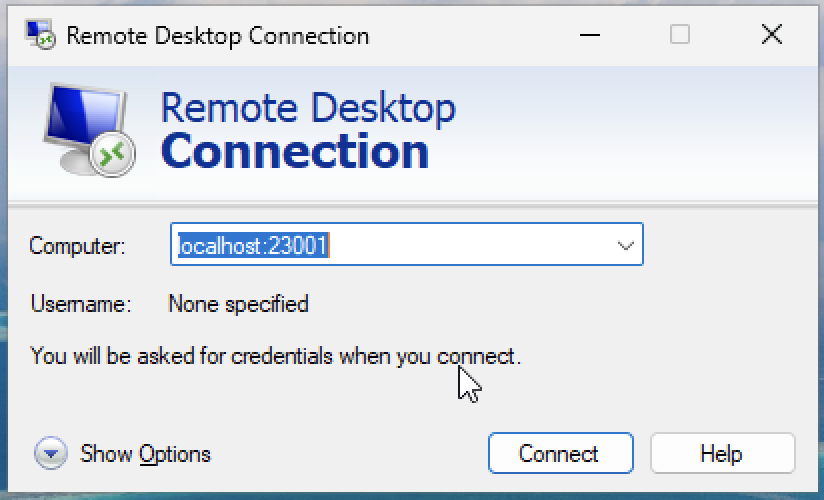 Remote Desktop Connection
Remote Desktop
Connection
Computer: localhost:23001
Username: None specified
You will be asked for credentials when you connect.
Show Options Connect Help